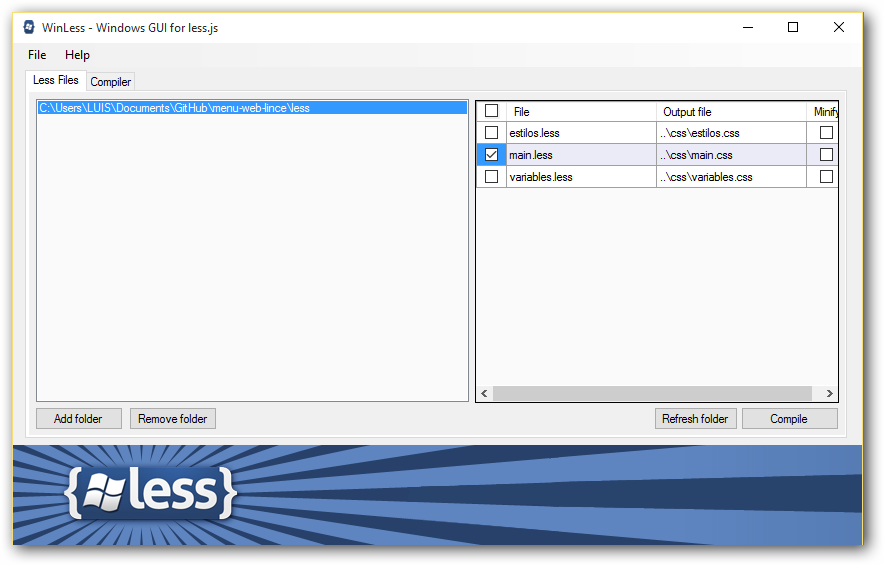 WinLess - Windows GUI for less.js
File Help
Less Files Compiler
C:\Users\LUIS\Documents\GitHub\menu-web-lince\less
File Output file Minify
estilos.less ..\css\estilos.css
main.less ..\css\main.css
variables.less ..\css\variables.css
Add folder Remove folder Refresh folder Compile
{less}